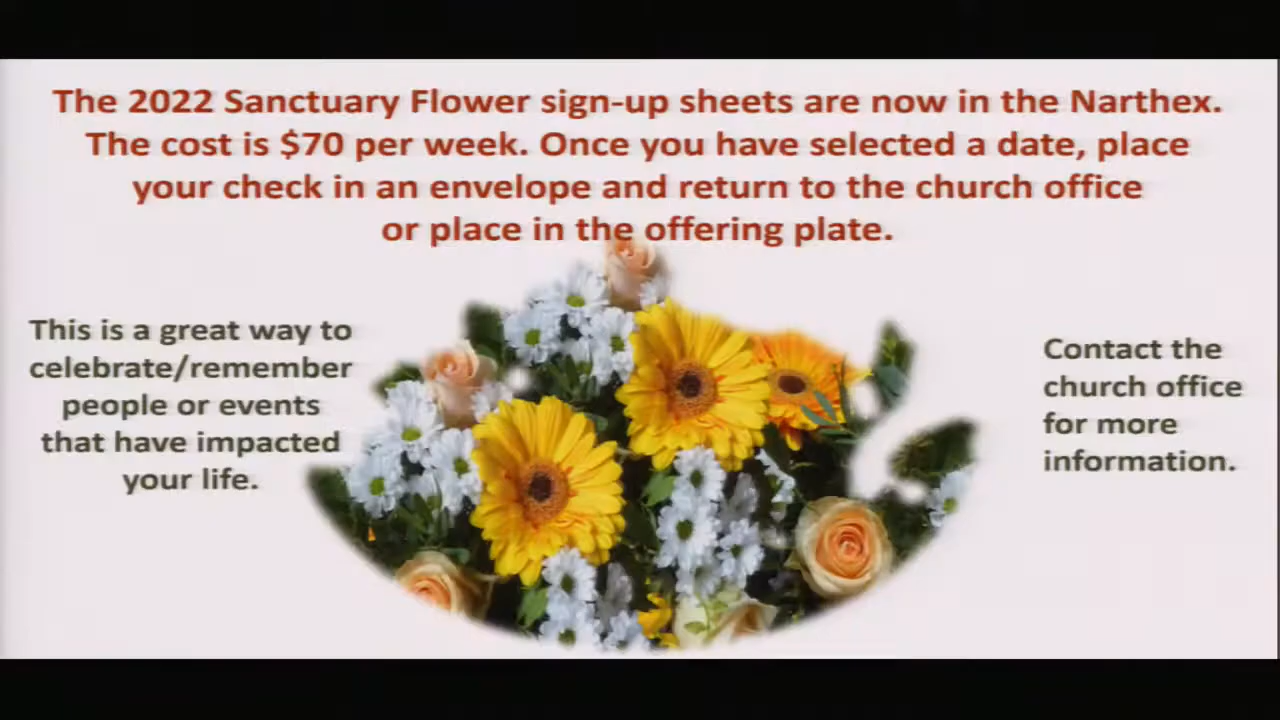 The 2022 Sanctuary Flower sign-up sheets are now in the Narthex.
The cost is $70 per week. Once you have selected a date, place
your check in an envelope and return to the church office
or place in the offering plate.
This is a great way to
celebrate/remember
people or events
that have impacted
your life.
Contact the
church office
for more
information.